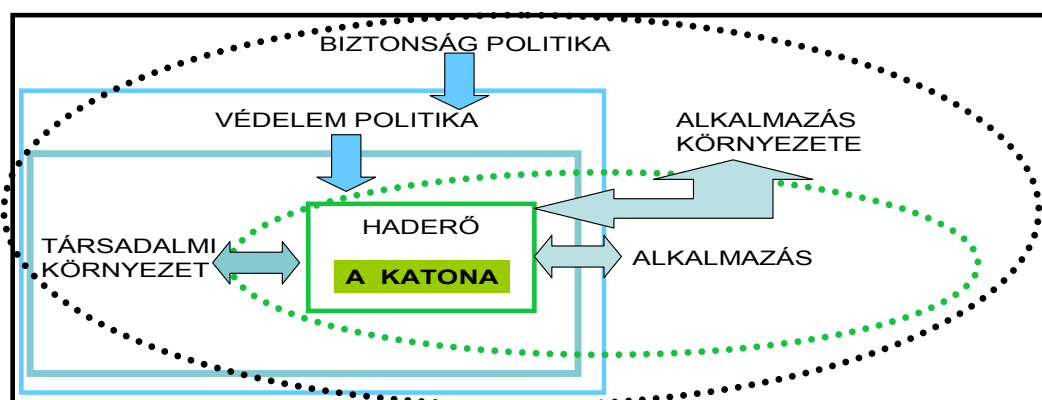 BIZTONSÁG POLITIKA
VÉDELEM POLITIKA
ALKALMAZÁS
KÖRNYEZETE
HADERŐ
TÁRSADALMI
KÖRNYEZET
ALKALMAZÁS
A KATONA